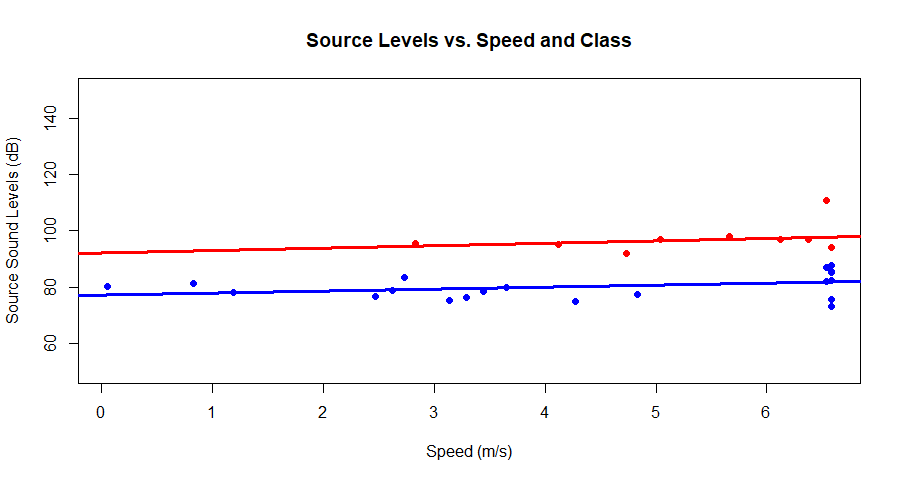 Source Levels vs. Speed and Class
Source Sound Levels (dB)
140
120
100
80
60
0 1 2 3 4 5 6
Speed (m/s)